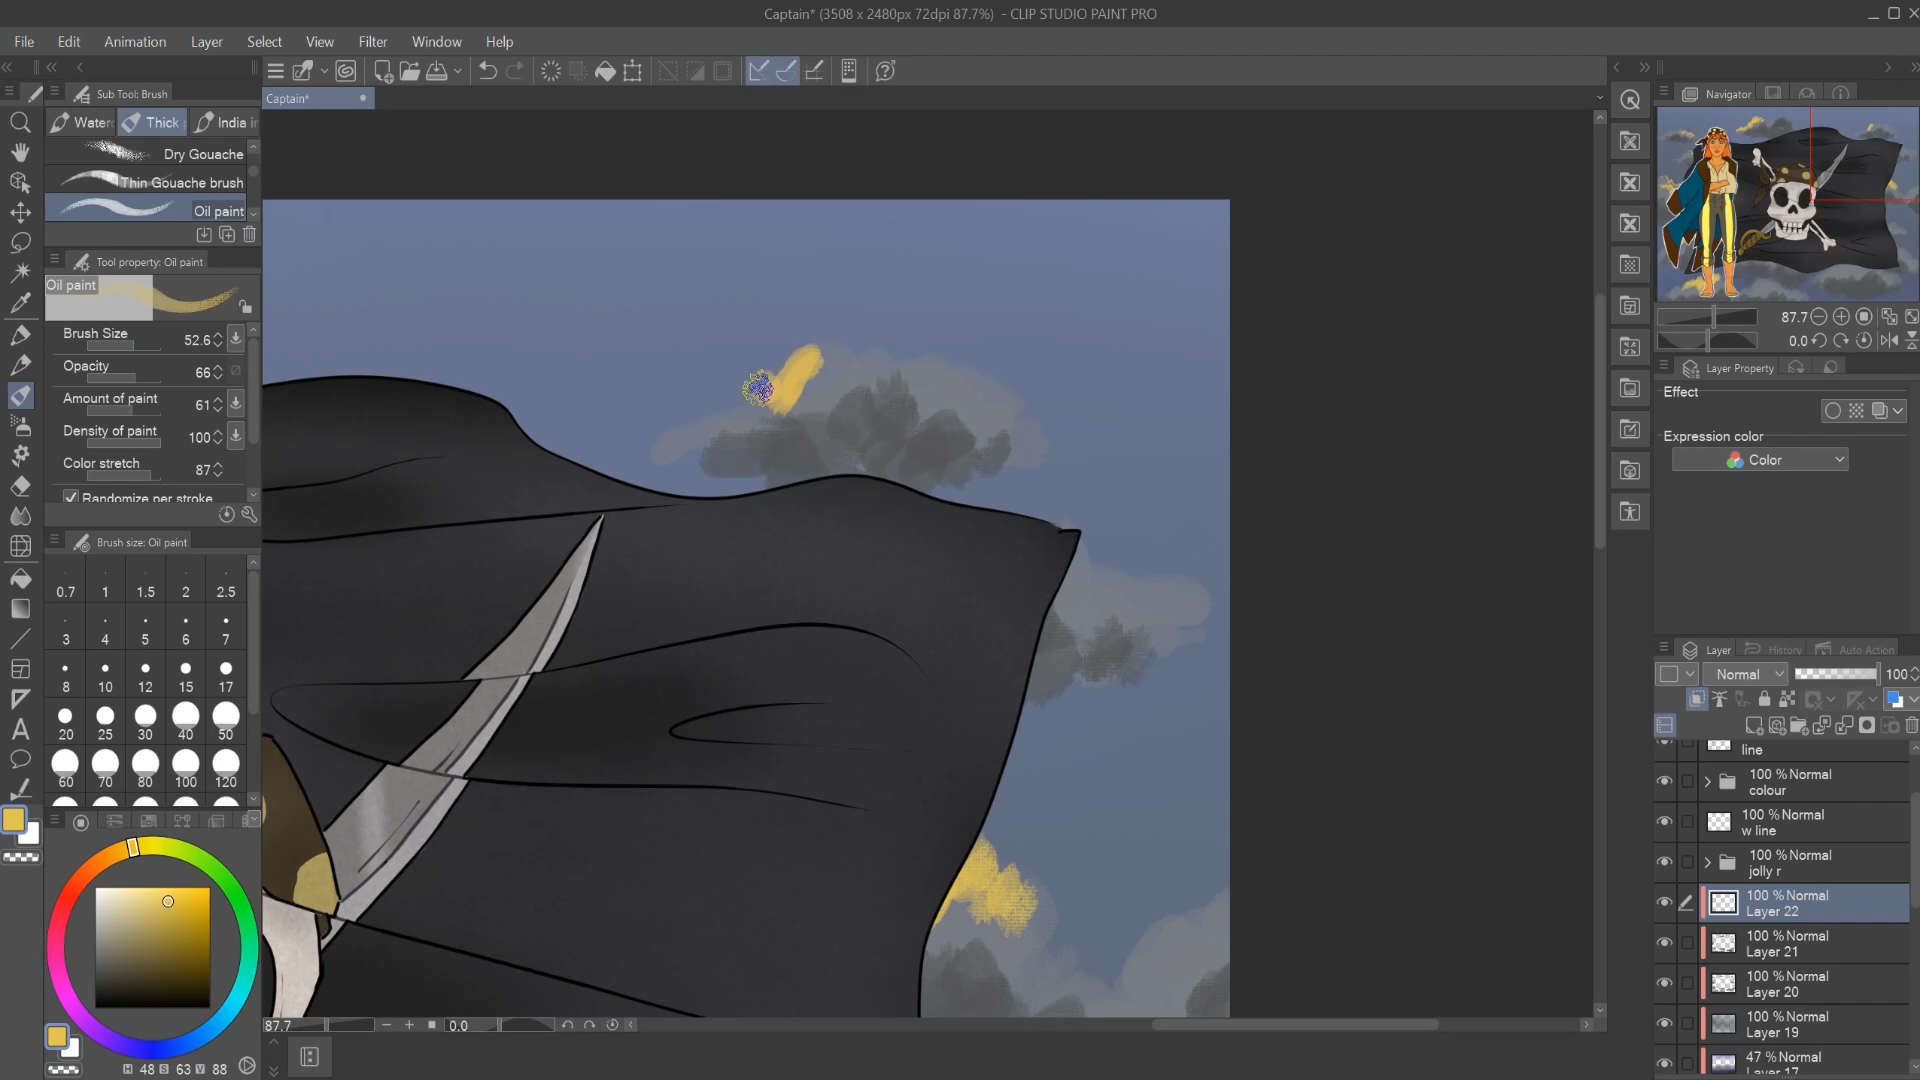 Captain* (3508 x 2480px 72dpi 87.7%) - CLIP STUDIO PAINT PRO
File Edit Animation Layer Select View Filter Window Help
Sub Tool: Brush
Captain*
Navigator
Water Thick India i
Dry Gouache
Thin Gouache brush
Oil paint
Tool property: Oil paint
Oil paint
Brush Size 52.6
Opacity 66
Amount of paint 61
Density of paint 100
Color stretch 87
Randomize per stroke
Brush size: Oil paint
0.7 1 1.5 2 2.5
3 4 5 6 7
8 10 12 15 17
20 25 30 40 50
60 70 80 100 120
H 48 S 63 V 88
87.7 0.0
87.7
0.0
Layer Property
Effect
Expression color
Color
Layer History Auto Action
Normal 100
line
100 % Normal
colour
100 % Normal
w line
100 % Normal
jolly r
100 % Normal
Layer 22
100 % Normal
Layer 21
100 % Normal
Layer 20
100 % Normal
Layer 19
47 % Normal
Layer 17